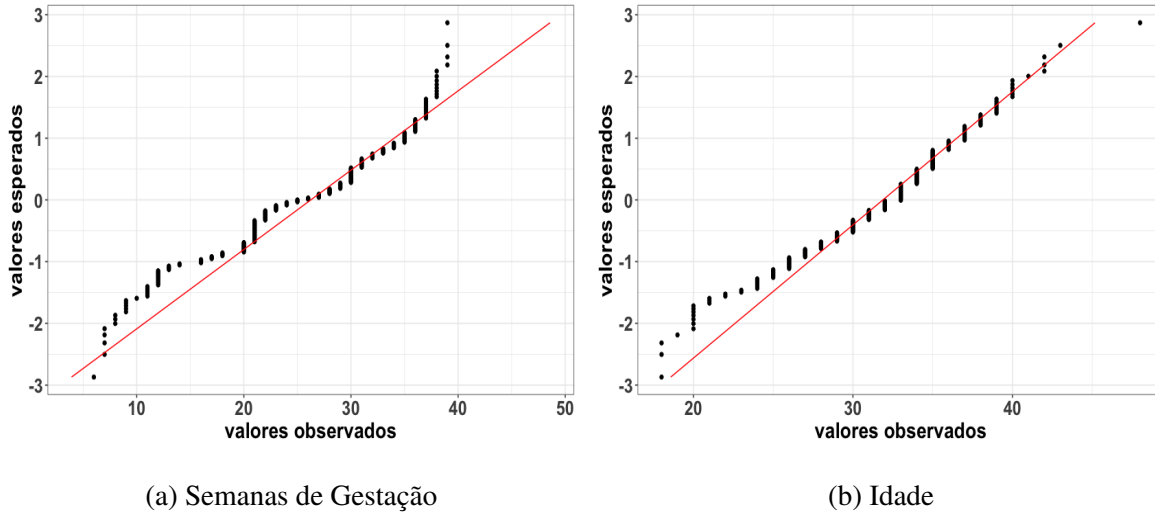 3
2
1
0
-1
-2
-3
valores esperados
10 20 30 40 50
valores observados
(a) Semanas de Gestação
3
2
1
0
-1
-2
-3
valores esperados
20 30 40
valores observados
(b) Idade